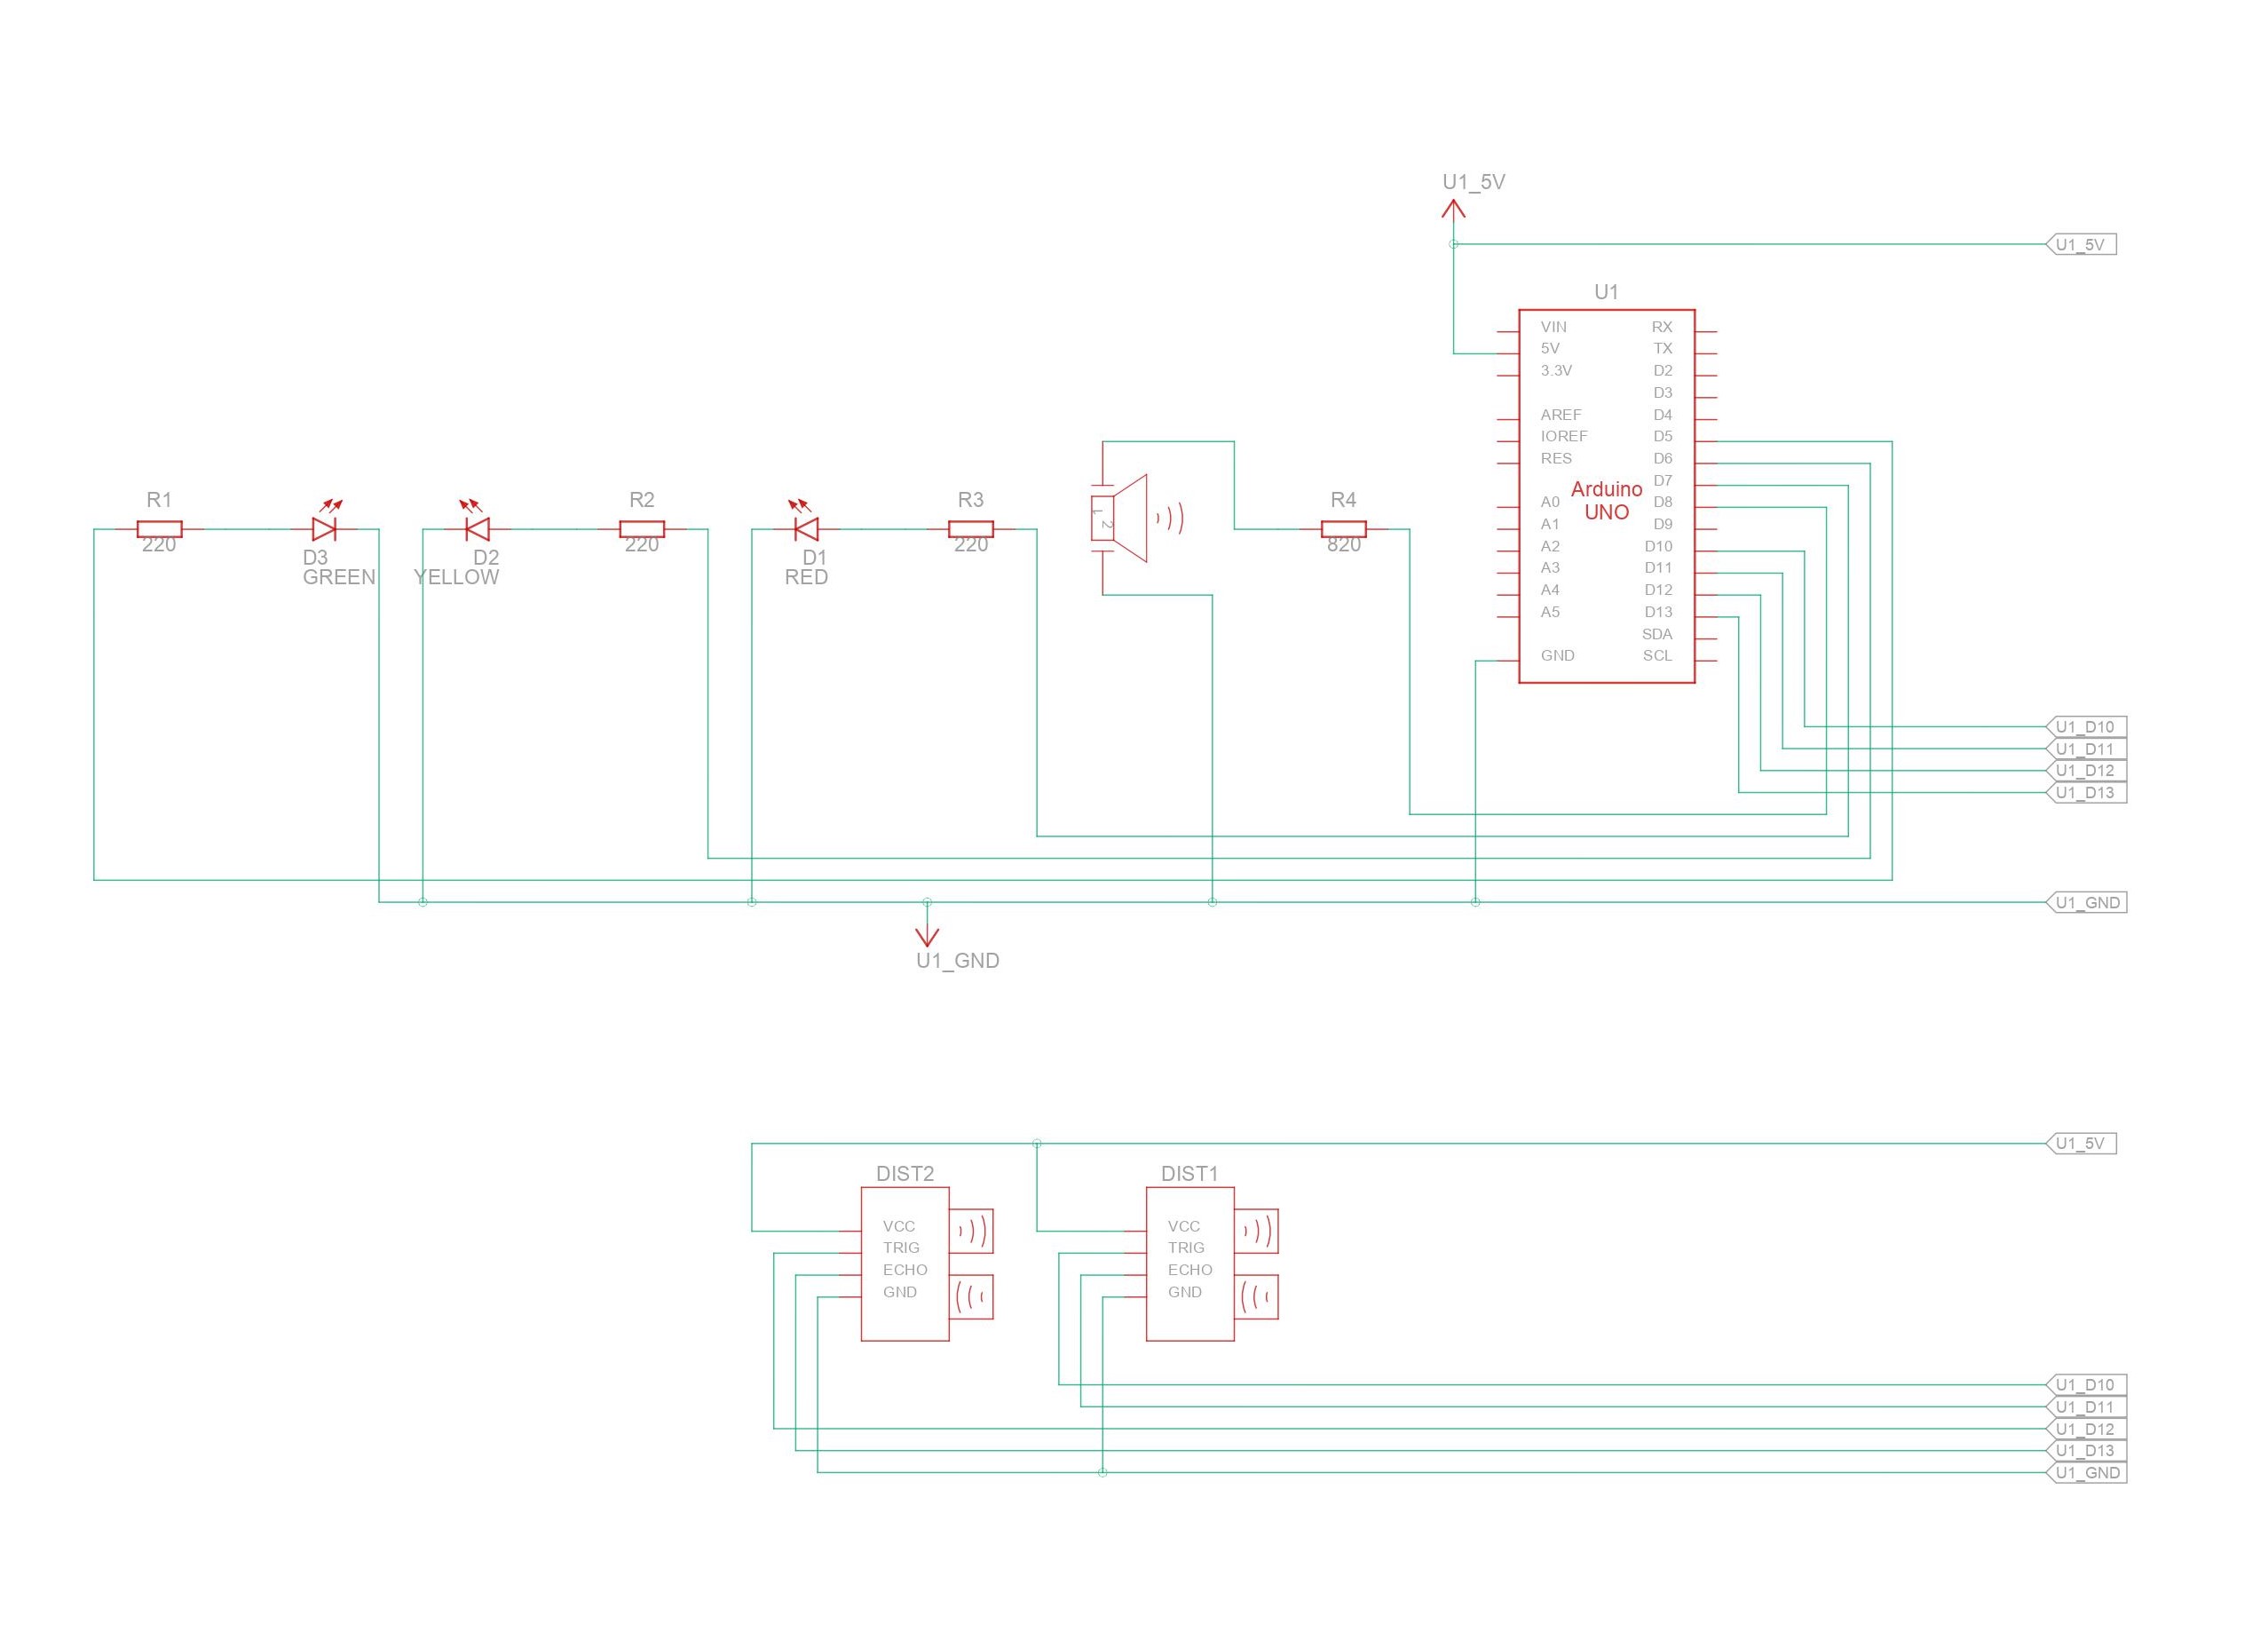 U1_5V
U1_5V
U1
VIN
5V
3.3V
AREF
IOREF
RES
A0
A1
A2
A3
A4
A5
GND
RX
TX
D2
D3
D4
D5
D6
D7
D8
D9
D10
D11
D12
D13
SDA
SCL
Arduino
UNO
R1
220
D3
GREEN
D2
YELLOW
R2
220
D1
RED
R3
220
1
2
R4
820
U1_D10
U1_D11
U1_D12
U1_D13
U1_GND
U1_GND
U1_5V
DIST2
VCC
TRIG
ECHO
GND
DIST1
VCC
TRIG
ECHO
GND
U1_D10
U1_D11
U1_D12
U1_D13
U1_GND